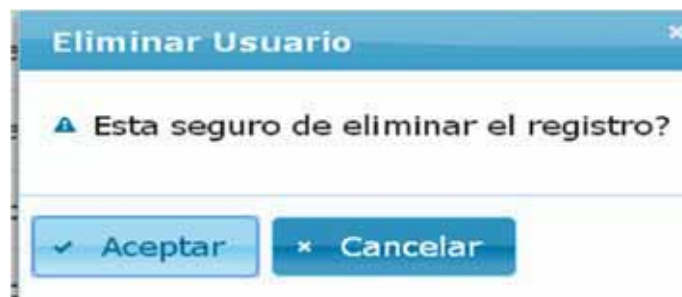 Eliminar Usuario
Esta seguro de eliminar el registro?
Aceptar
Cancelar